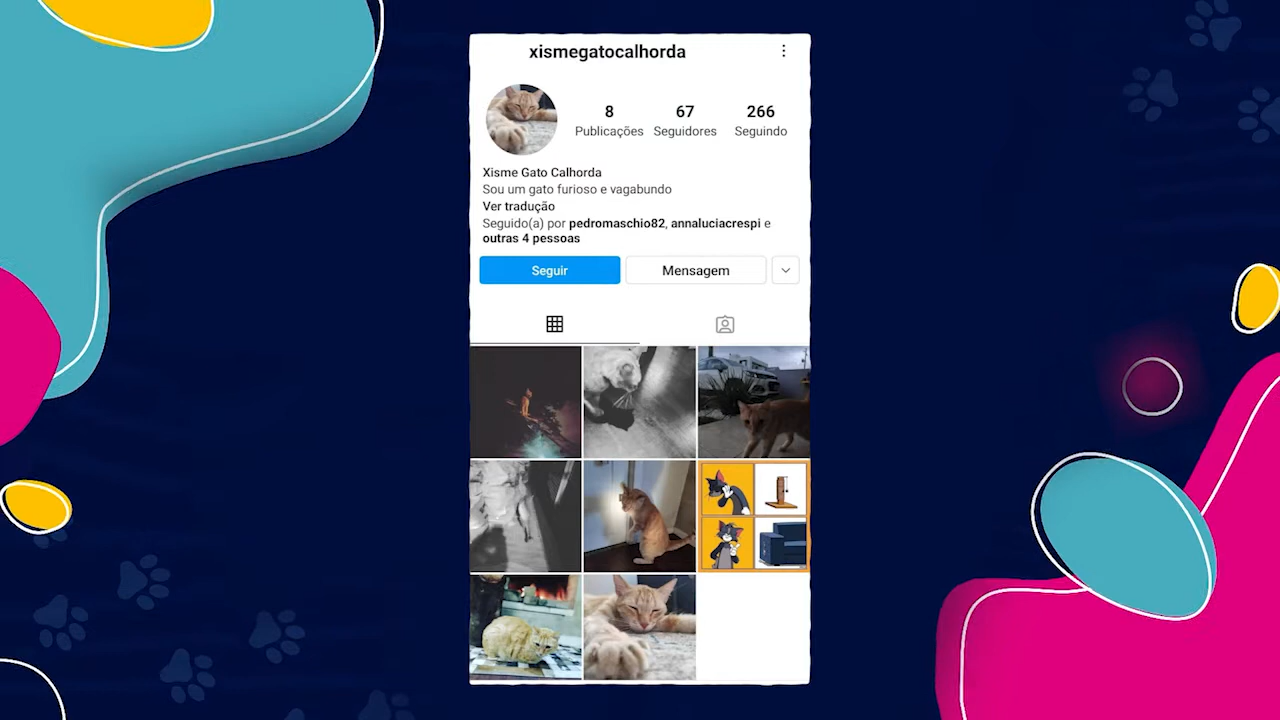 xismegatocalhorda
8 67 266
Publicações Seguidores Seguindo
Xisme Gato Calhorda
Sou um gato furioso e vagabundo
Ver tradução
Seguido(a) por pedromaschio82, annaluciacrespi e
outras 4 pessoas
Seguir Mensagem